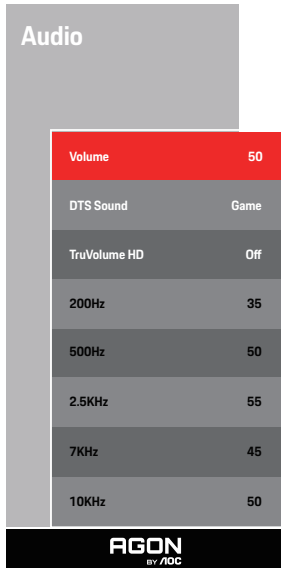 Audio
Volume 50
DTS Sound Game
TruVolume HD Off
200Hz 35
500Hz 50
2.5KHz 55
7KHz 45
10KHz 50
AGON
BY AOC